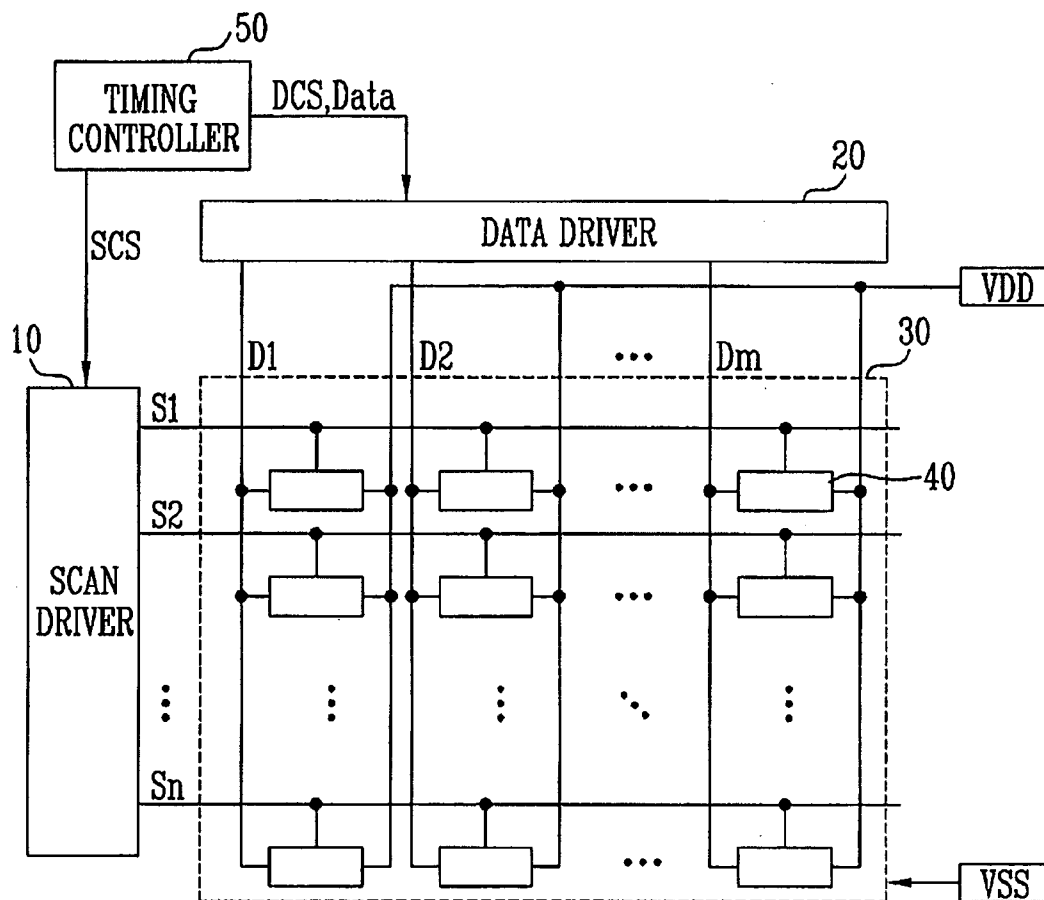 50
TIMING
CONTROLLER
DCS,Data
SCS
20
DATA DRIVER
VDD
10
D1
D2
...
Dm
30
S1
40
...
S2
...
SCAN
DRIVER
Sn
...
VSS